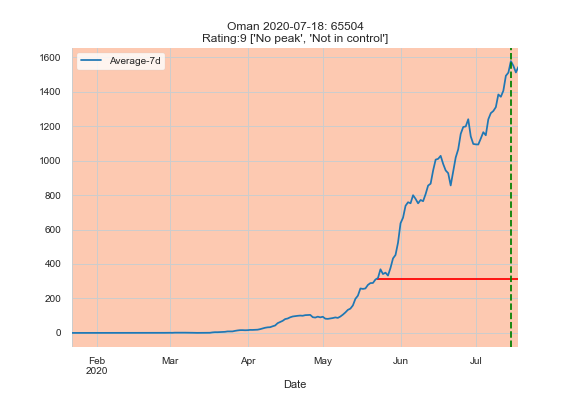 Oman 2020-07-18: 65504
Rating:9 ['No peak', 'Not in control']
Average-7d
1600
1400
1200
1000
800
600
400
200
0
Feb
2020
Mar
Apr
May
Jun
Jul
Date